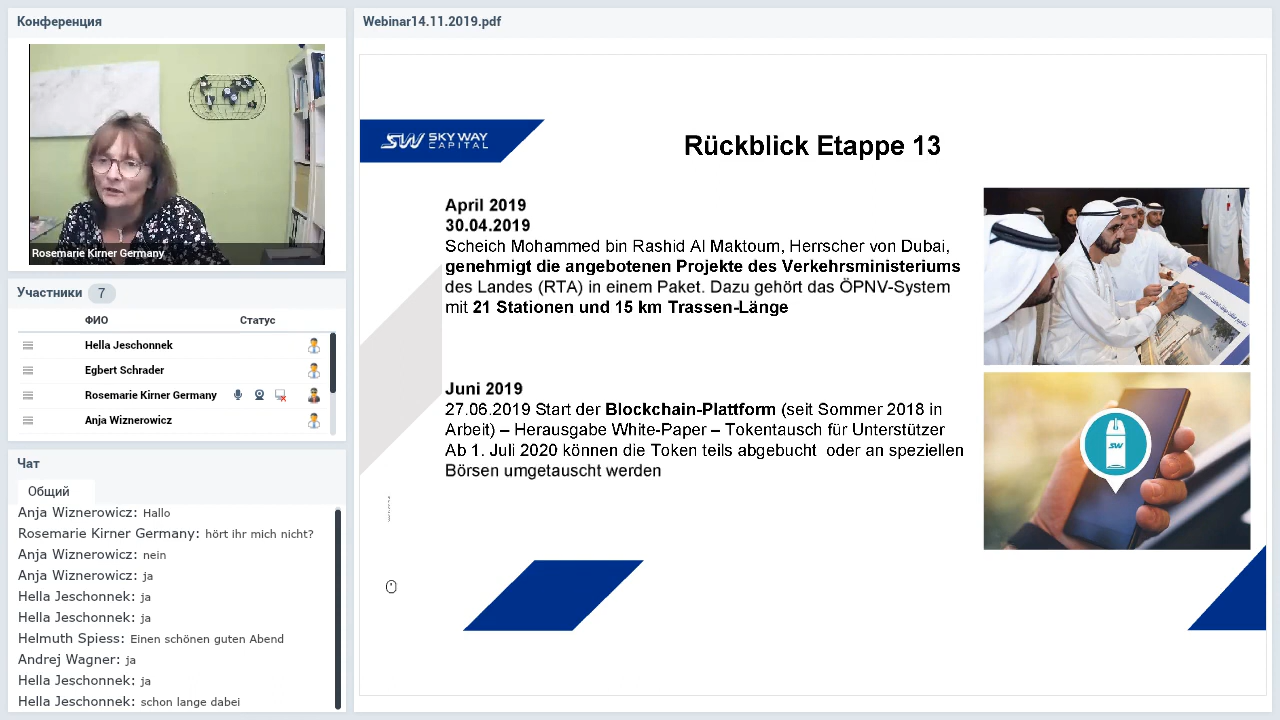 Конференция
Rosemarie Kirner Germany
Участники 7
ФИО Статус
Hella Jeschonnek
Egbert Schrader
Rosemarie Kirner Germany
Anja Wiznerowicz
Чат
Общий
Anja Wiznerowicz: Hallo
Rosemarie Kirner Germany: hört ihr mich nicht?
Anja Wiznerowicz: nein
Anja Wiznerowicz: ja
Hella Jeschonnek: ja
Hella Jeschonnek: ja
Helmuth Spiess: Einen schönen guten Abend
Andrej Wagner: ja
Hella Jeschonnek: ja
Hella Jeschonnek: schon lange dabei
Webinar14.11.2019.pdf
SW SKY WAY
CAPITAL
Rückblick Etappe 13
April 2019
30.04.2019
Scheich Mohammed bin Rashid Al Maktoum, Herrscher von Dubai,
genehmigt die angebotenen Projekte des Verkehrsministeriums
des Landes (RTA) in einem Paket. Dazu gehört das ÖPNV-System
mit 21 Stationen und 15 km Trassen-Länge
Juni 2019
27.06.2019 Start der Blockchain-Plattform (seit Sommer 2018 in
Arbeit) – Herausgabe White-Paper – Tokentausch für Unterstützer
Ab 1. Juli 2020 können die Token teils abgebucht oder an speziellen
Börsen umgetauscht werden
SW